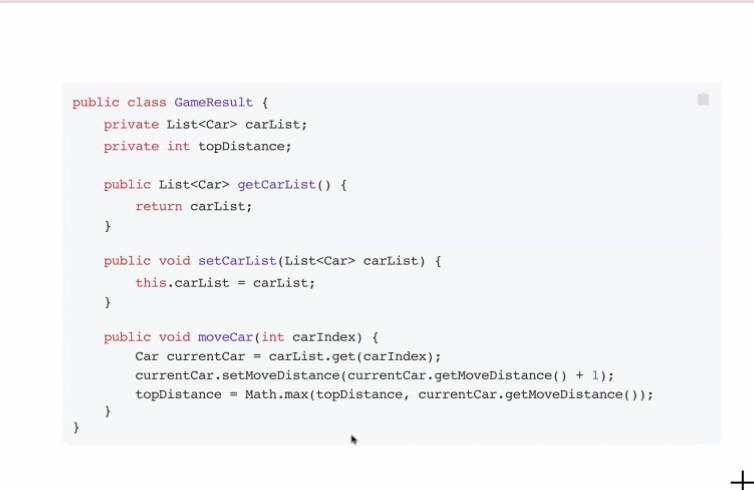 public class GameResult {
    private List<Car> carList;
    private int topDistance;

    public List<Car> getCarList() {
        return carList;
    }

    public void setCarList(List<Car> carList) {
        this.carList = carList;
    }

    public void moveCar(int carIndex) {
        Car currentCar = carList.get(carIndex);
        currentCar.setMoveDistance(currentCar.getMoveDistance() + 1);
        topDistance = Math.max(topDistance, currentCar.getMoveDistance());
    }
}